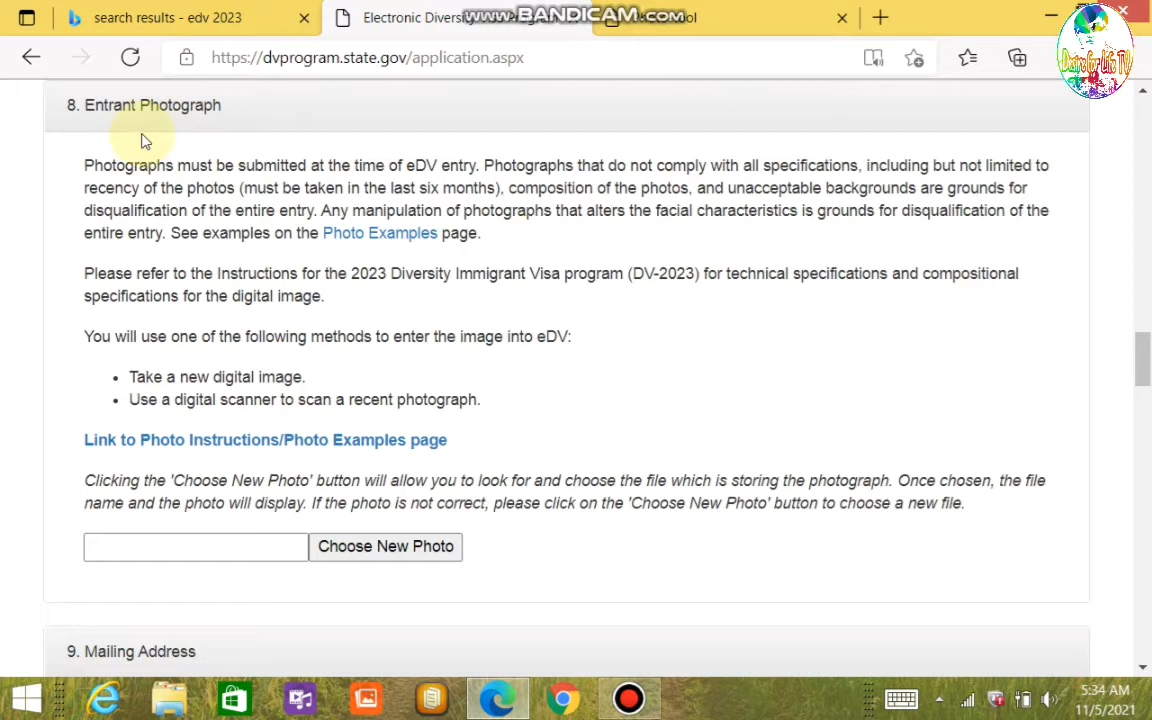 search results - edv 2023
Electronic Diversity
WWW.BANDICAM.COM
https://dvprogram.state.gov/application.aspx
Desire for Life TV
8. Entrant Photograph
Photographs must be submitted at the time of eDV entry. Photographs that do not comply with all specifications, including but not limited to
recency of the photos (must be taken in the last six months), composition of the photos, and unacceptable backgrounds are grounds for
disqualification of the entire entry. Any manipulation of photographs that alters the facial characteristics is grounds for disqualification of the
entire entry. See examples on the Photo Examples page.
Please refer to the Instructions for the 2023 Diversity Immigrant Visa program (DV-2023) for technical specifications and compositional
specifications for the digital image.
You will use one of the following methods to enter the image into eDV:
• Take a new digital image.
• Use a digital scanner to scan a recent photograph.
Link to Photo Instructions/Photo Examples page
Clicking the 'Choose New Photo' button will allow you to look for and choose the file which is storing the photograph. Once chosen, the file
name and the photo will display. If the photo is not correct, please click on the 'Choose New Photo' button to choose a new file.
Choose New Photo
9. Mailing Address
5:34 AM
11/5/2021